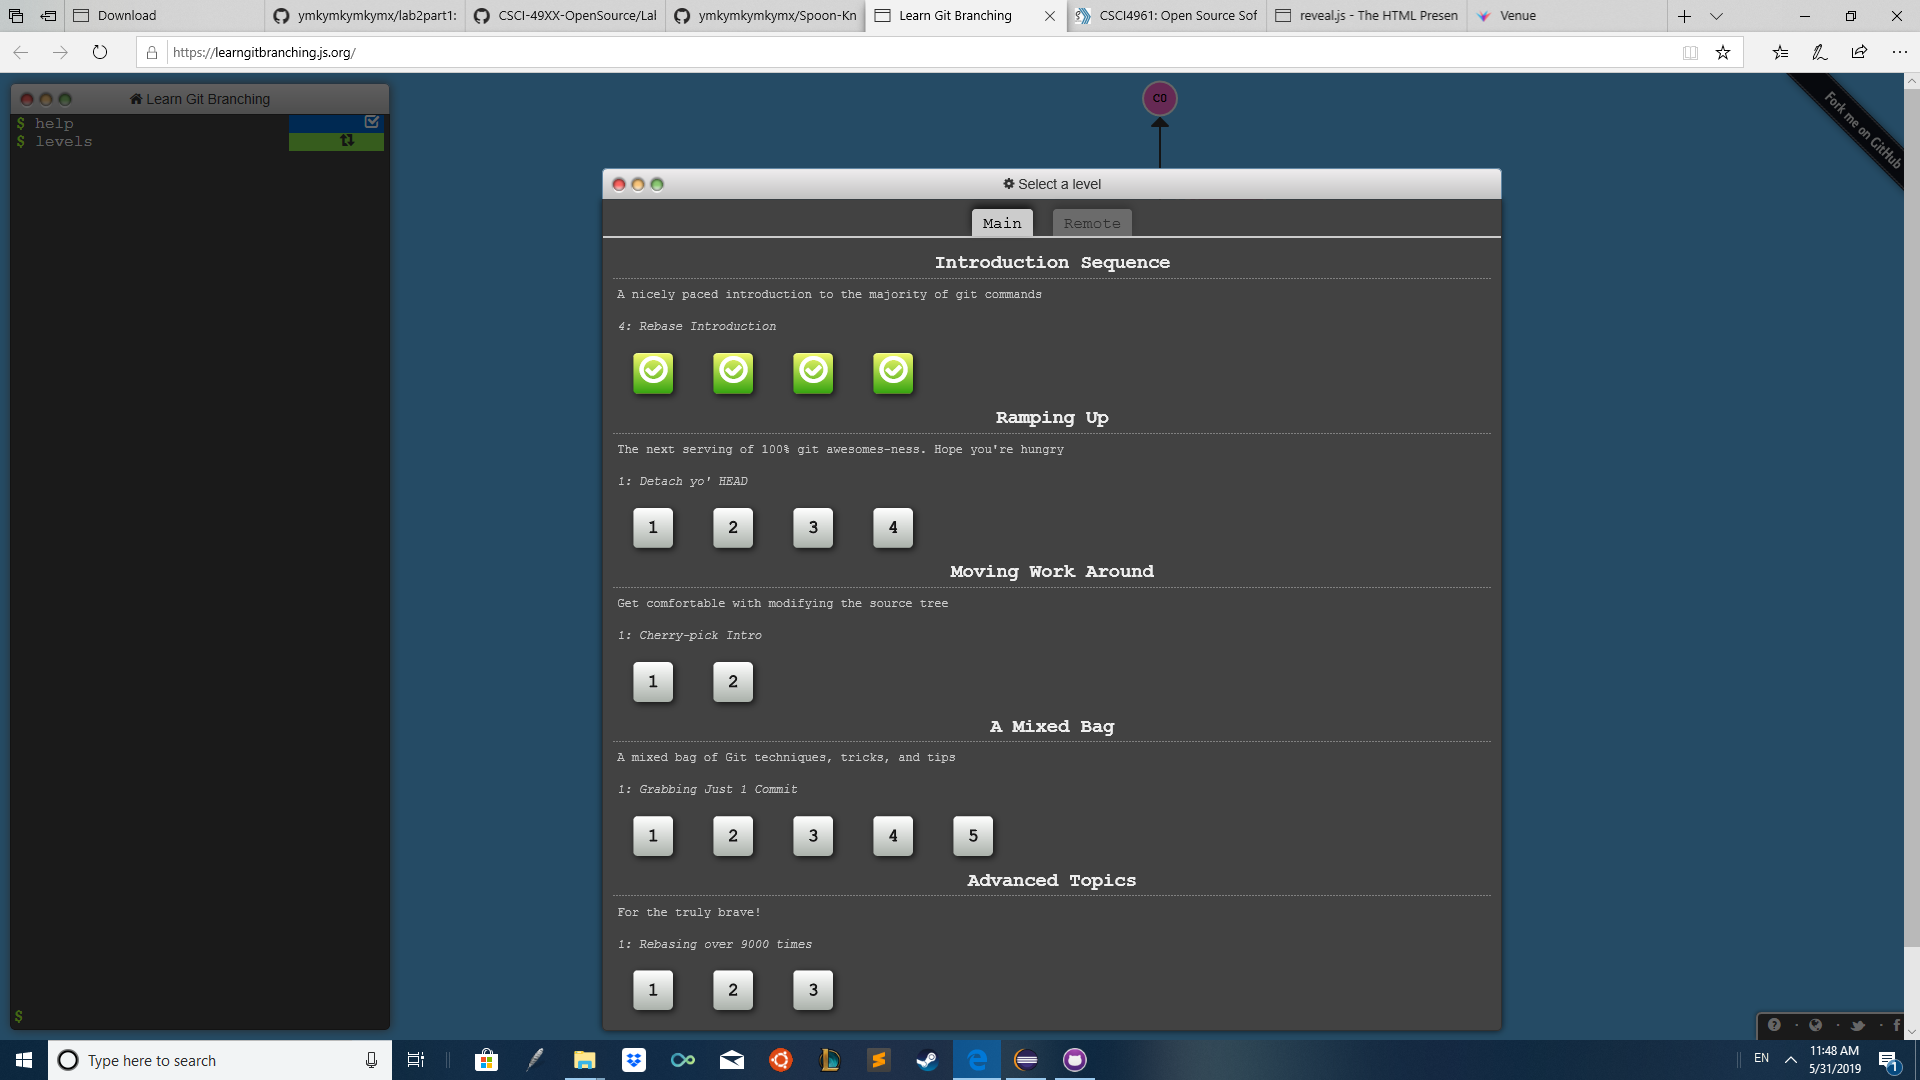 Download
ymkymkymkymx/lab2part1:
CSCI-49XX-OpenSource/Lal
ymkymkymkymx/Spoon-Kn
Learn Git Branching
CSCI4961: Open Source Sof
reveal.js - The HTML Presen
Venue
https://learngitbranching.js.org/
Learn Git Branching
$ help
$ levels
$
C0
Fork me on GitHub
Select a level
Main
Remote
Introduction Sequence
A nicely paced introduction to the majority of git commands
4: Rebase Introduction
Ramping Up
The next serving of 100% git awesomes-ness. Hope you're hungry
1: Detach yo' HEAD
1 2 3 4
Moving Work Around
Get comfortable with modifying the source tree
1: Cherry-pick Intro
1 2
A Mixed Bag
A mixed bag of Git techniques, tricks, and tips
1: Grabbing Just 1 Commit
1 2 3 4 5
Advanced Topics
For the truly brave!
1: Rebasing over 9000 times
1 2 3
Type here to search
EN
11:48 AM
5/31/2019
1